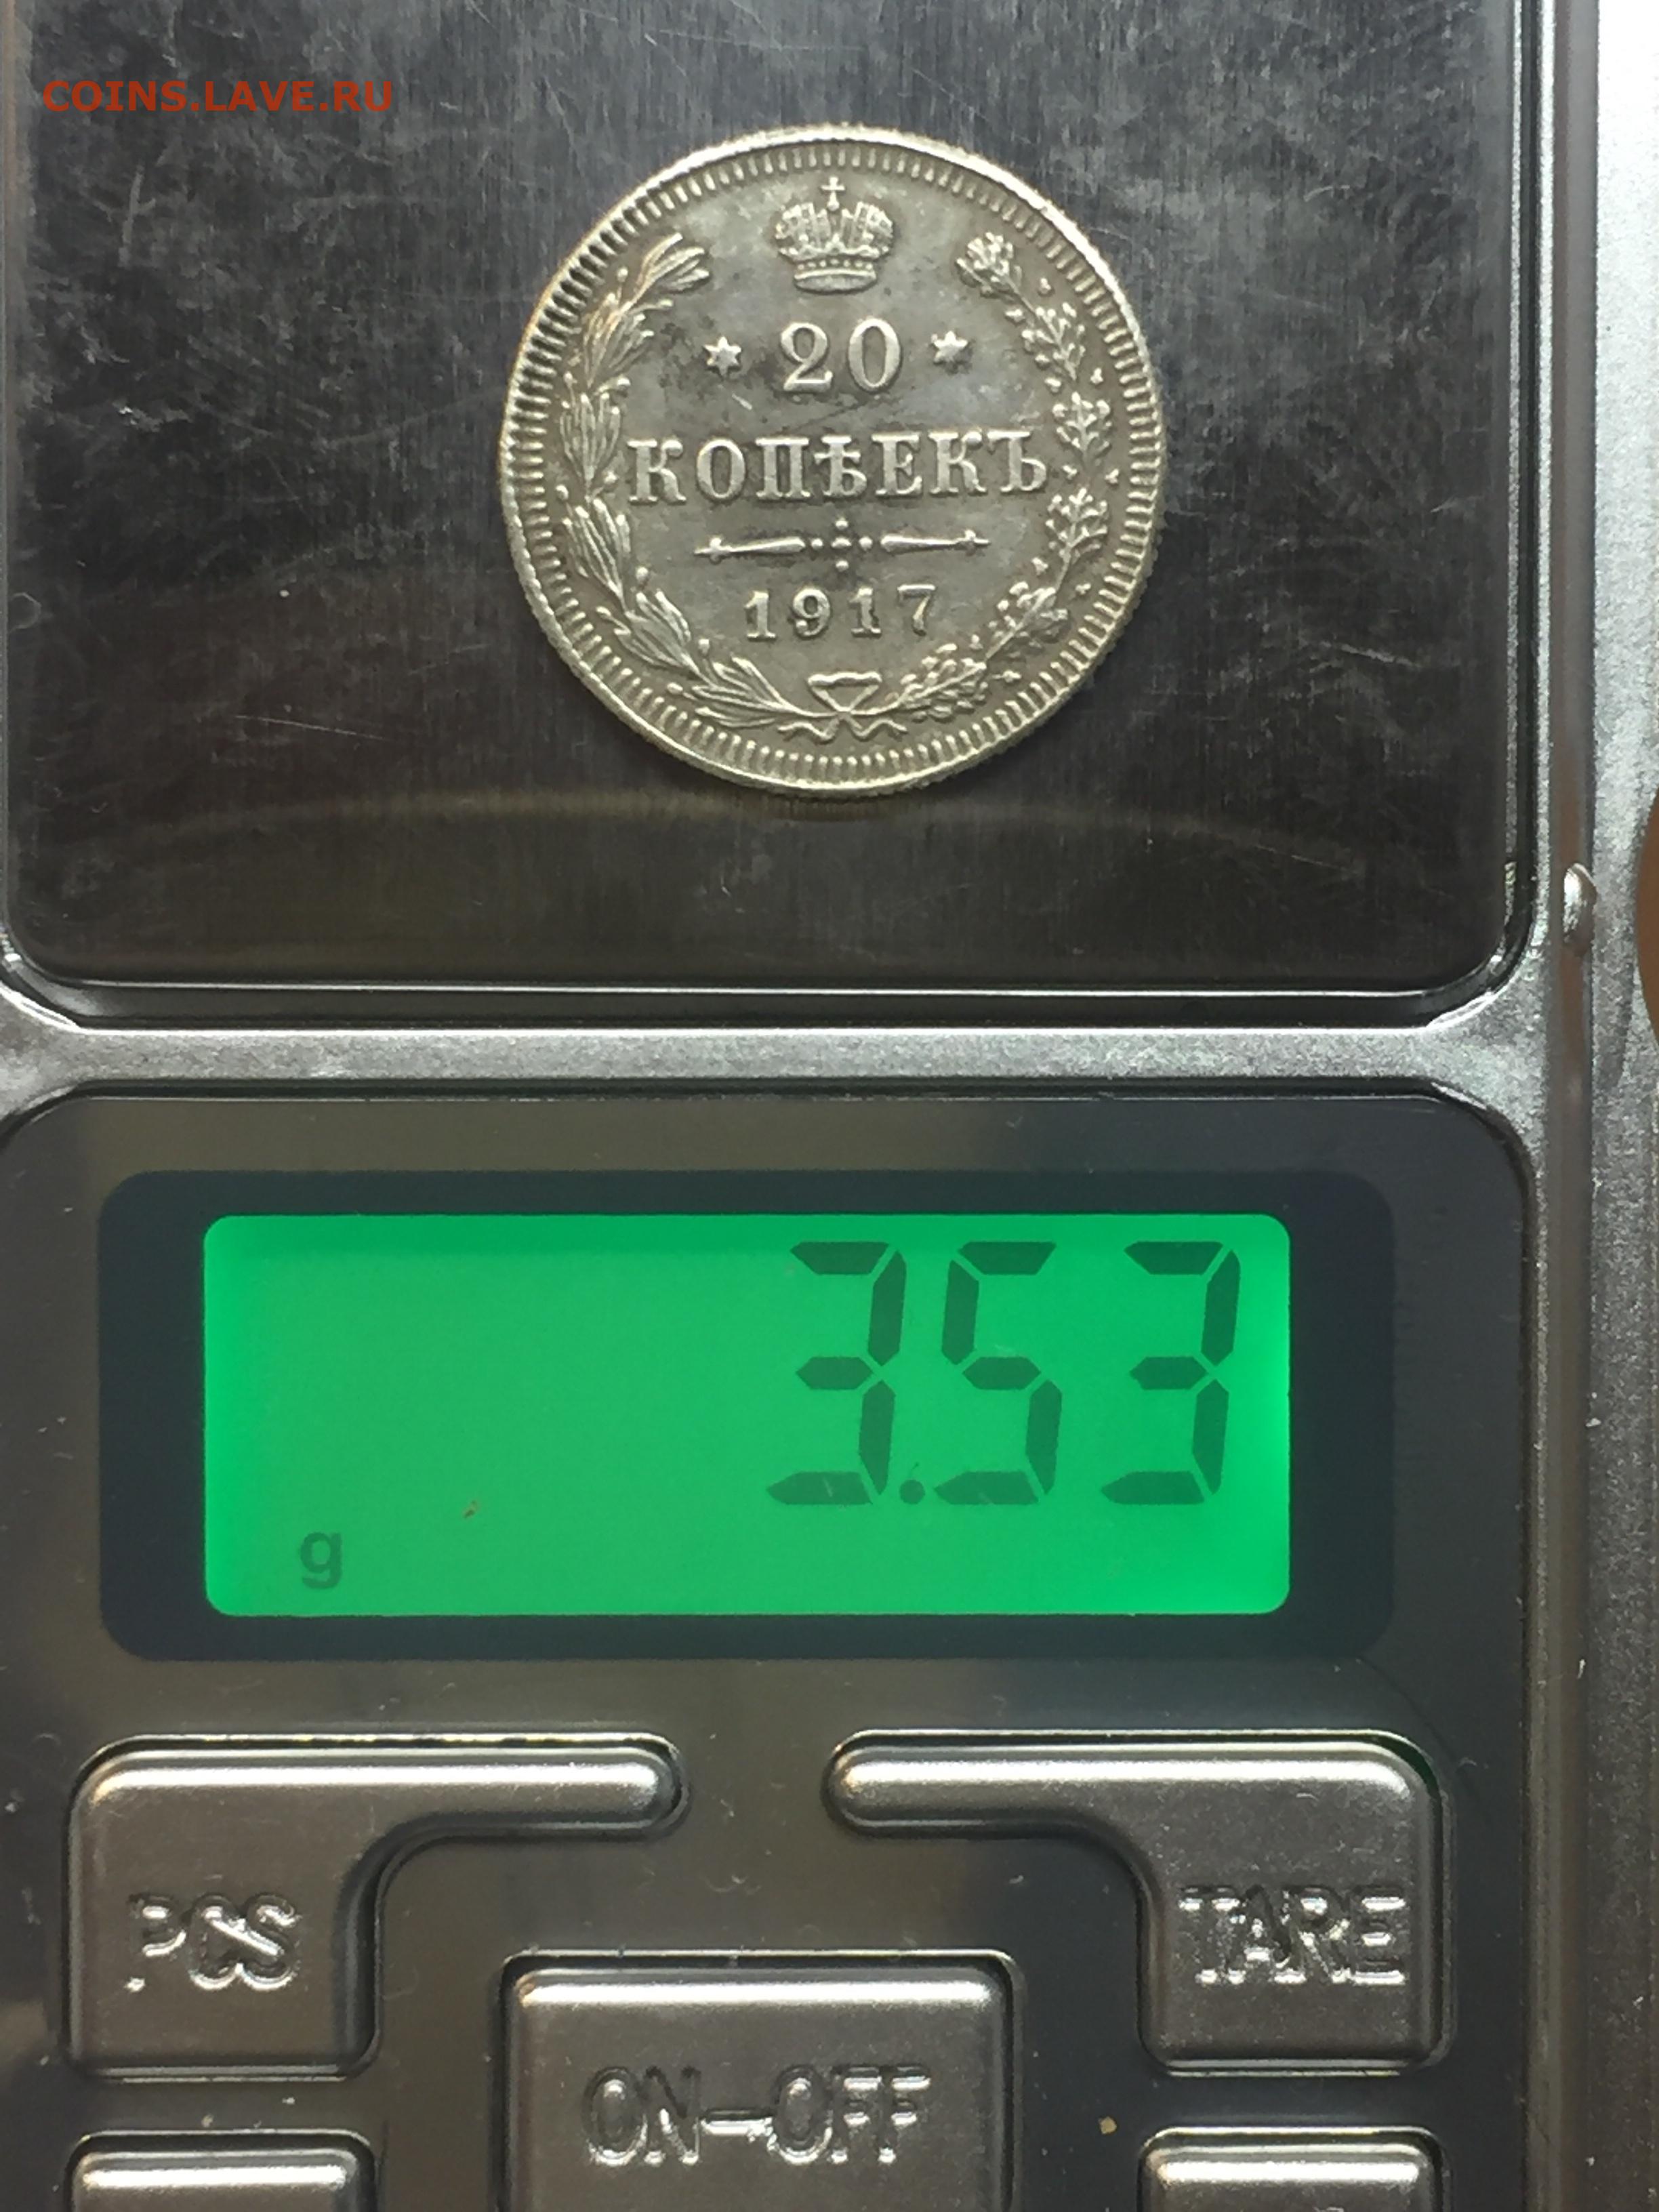 COINS.LAVE.RU
20
КОПѢЕКЪ
1917
3.53
g
PCS
TARE
ON-OFF